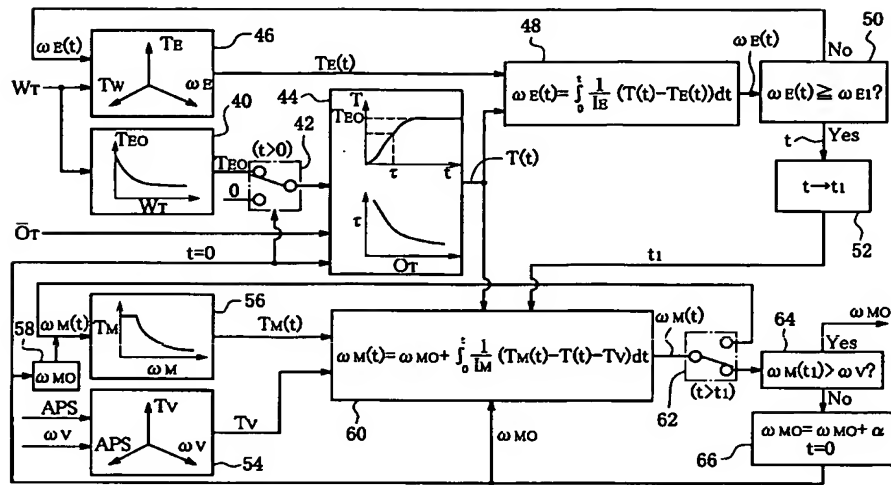 ωE(t)
46
TE
TW
ωE
TE(t)
48
ωE(t)=∫₀ᵗ 1/IE (T(t)-TE(t))dt
ωE(t)
No
50
ωE(t)≧ωE1?
Yes
t
WT
40
TEO
WT
TEO
(t>0)
42
0
44
T
TEO
τ
t
τ
OT
T(t)
t→t1
52
ŌT
t=0
t1
58
ωM(t)
ωMO
TM
ωM
56
TM(t)
ωM(t)=ωMO+∫₀ᵗ 1/IM (TM(t)-T(t)-TV)dt
60
ωM(t)
(t>t1)
62
64
ωMO
Yes
ωM(t1)>ωV?
No
APS
ωV
TV
APS
ωV
54
TV
ωMO
66
ωMO=ωMO+α
t=0